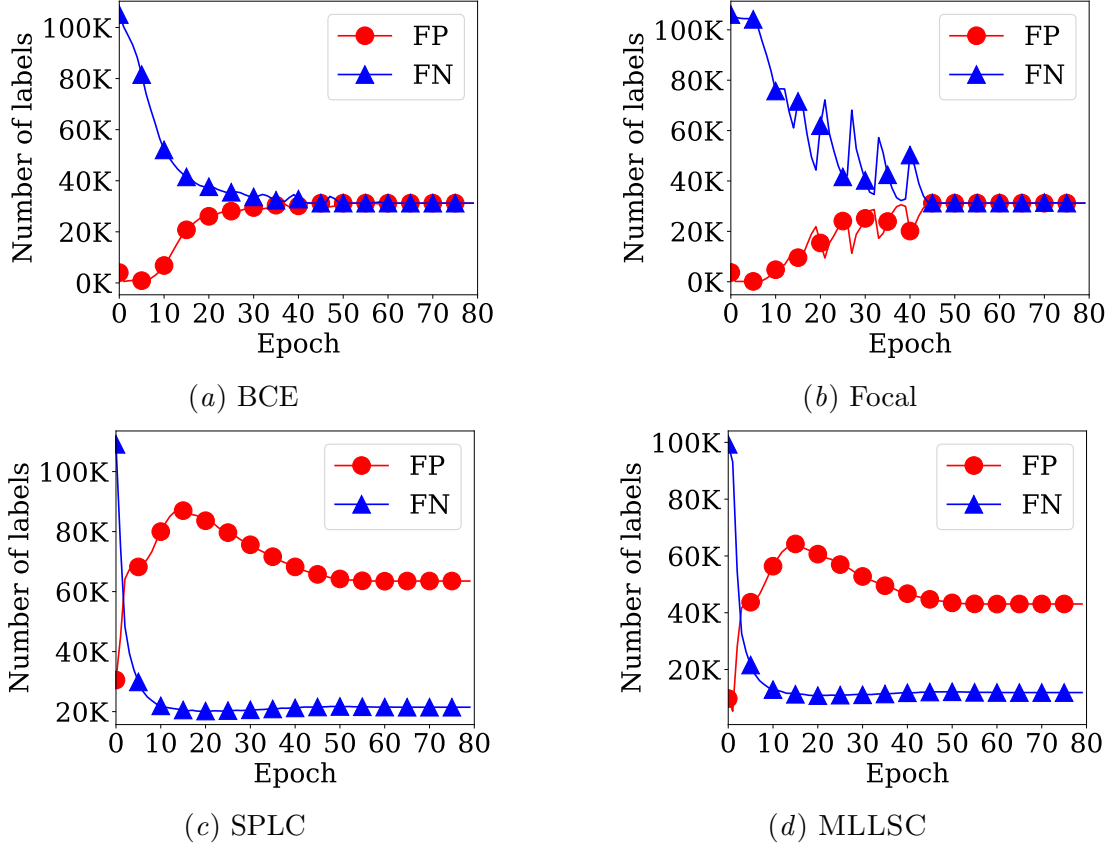 Number of labels
100K
80K
60K
40K
20K
0K
FP
FN
0 10 20 30 40 50 60 70 80
Epoch
(a) BCE
Number of labels
100K
80K
60K
40K
20K
0K
FP
FN
0 10 20 30 40 50 60 70 80
Epoch
(b) Focal
Number of labels
100K
80K
60K
40K
20K
FP
FN
0 10 20 30 40 50 60 70 80
Epoch
(c) SPLC
Number of labels
100K
80K
60K
40K
20K
FP
FN
0 10 20 30 40 50 60 70 80
Epoch
(d) MLLSC